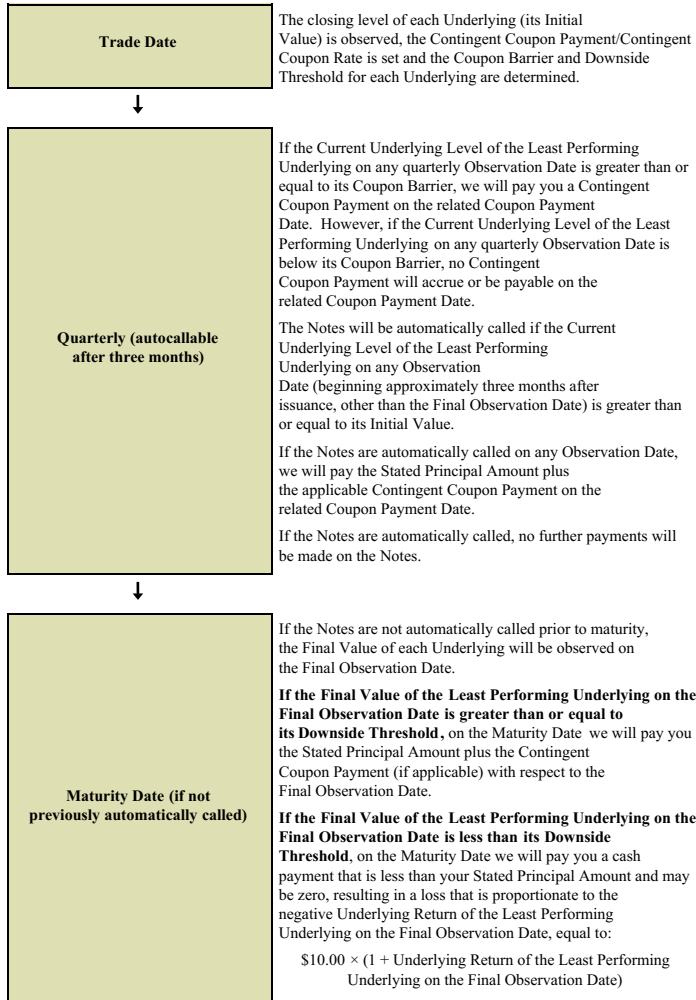 Trade Date
The closing level of each Underlying (its Initial
Value) is observed, the Contingent Coupon Payment/Contingent
Coupon Rate is set and the Coupon Barrier and Downside
Threshold for each Underlying are determined.
Quarterly (autocallable
after three months)
If the Current Underlying Level of the Least Performing
Underlying on any quarterly Observation Date is greater than or
equal to its Coupon Barrier, we will pay you a Contingent
Coupon Payment on the related Coupon Payment
Date. However, if the Current Underlying Level of the Least
Performing Underlying on any quarterly Observation Date is
below its Coupon Barrier, no Contingent
Coupon Payment will accrue or be payable on the
related Coupon Payment Date.
The Notes will be automatically called if the Current
Underlying Level of the Least Performing
Underlying on any Observation
Date (beginning approximately three months after
issuance, other than the Final Observation Date) is greater than
or equal to its Initial Value.
If the Notes are automatically called on any Observation Date,
we will pay the Stated Principal Amount plus
the applicable Contingent Coupon Payment on the
related Coupon Payment Date.
If the Notes are automatically called, no further payments will
be made on the Notes.
Maturity Date (if not
previously automatically called)
If the Notes are not automatically called prior to maturity,
the Final Value of each Underlying will be observed on
the Final Observation Date.
If the Final Value of the Least Performing Underlying on the
Final Observation Date is greater than or equal to
its Downside Threshold, on the Maturity Date we will pay you
the Stated Principal Amount plus the Contingent
Coupon Payment (if applicable) with respect to the
Final Observation Date.
If the Final Value of the Least Performing Underlying on the
Final Observation Date is less than its Downside
Threshold, on the Maturity Date we will pay you a cash
payment that is less than your Stated Principal Amount and may
be zero, resulting in a loss that is proportionate to the
negative Underlying Return of the Least Performing
Underlying on the Final Observation Date, equal to:
$10.00 × (1 + Underlying Return of the Least Performing
Underlying on the Final Observation Date)